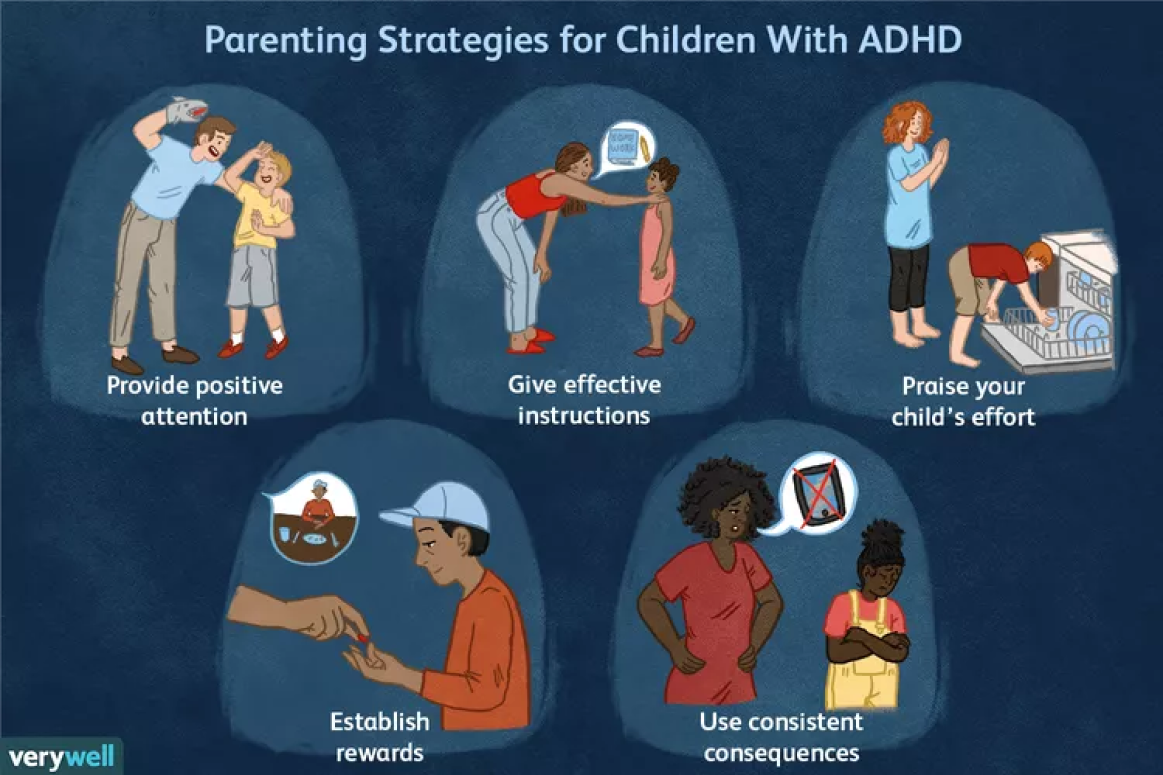 Parenting Strategies for Children With ADHD
Provide positive
attention
Give effective
instructions
Praise your
child's effort
Establish
rewards
Use consistent
consequences
verywell